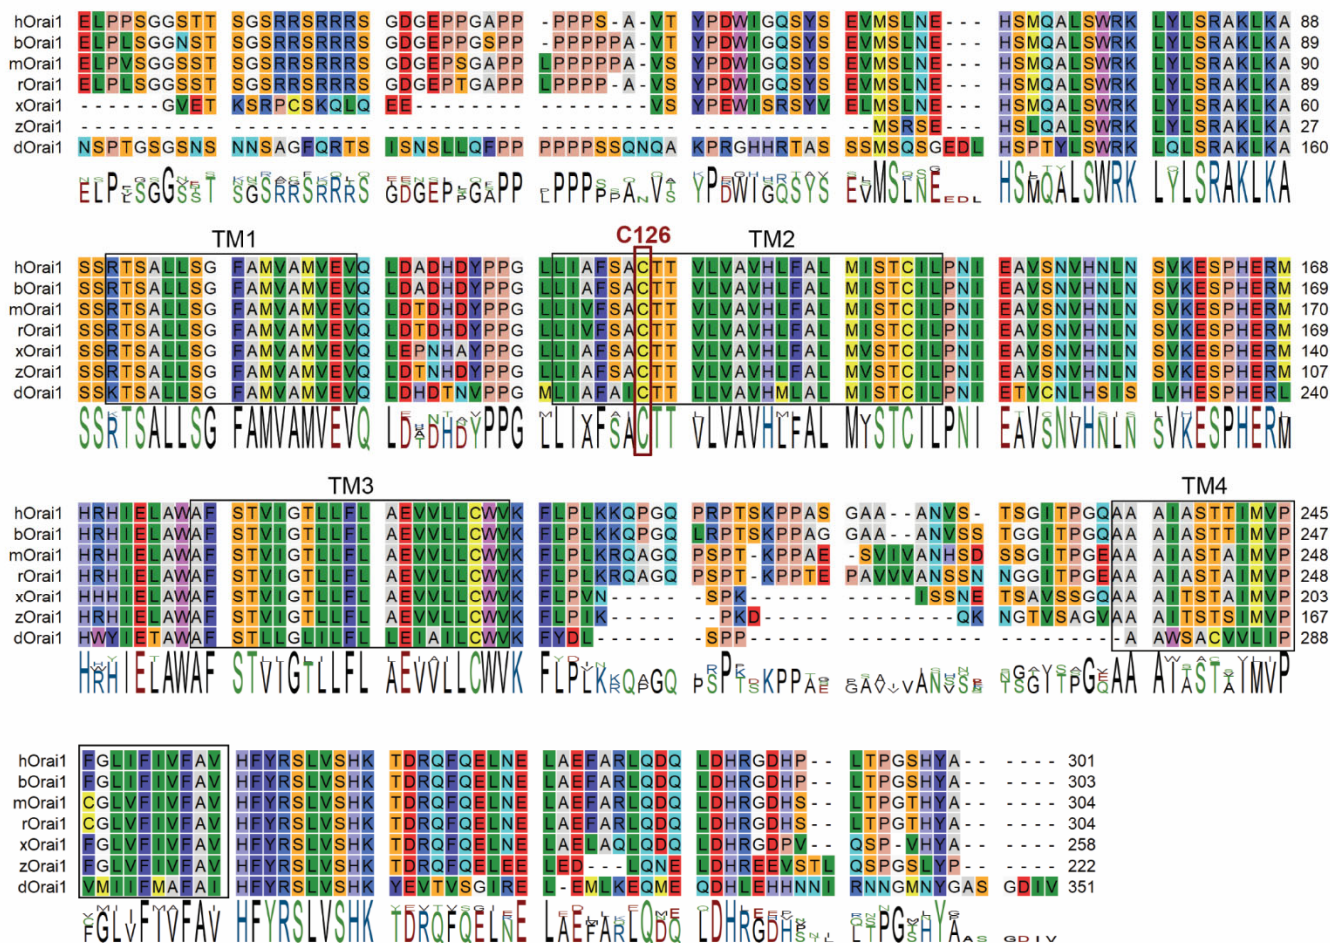 hOrai1 ELPPSGGSTS SGSRRSRRRS GDGEPPGAPP -PPPS-A-VT YPDWIGQSYS EVMSLNE--- HSMQALSWRK LYLSRAKLKA 88
bOrai1 ELPLSGGNST SGSRRSRRRS GDGEPPGSPP -PPPPPA-VT YPDWIGQSYS EVMSLNE--- HSMQALSWRK LYLSRAKLKA 89
mOrai1 ELPVSGGSST SGSRRSRRRS GDGEPSGAPP LPPPPPA-VS YPDWIGQSYS EVMSLNE--- HSMQALSWRK LYLSRAKLKA 90
rOrai1 ELPLSGGSST SGSRRSRRRS GDGEPTGAPP LPPPP-A-VS YPDWIGQSYS EVMSLNE--- HSMQALSWRK LYLSRAKLKA 89
xOrai1 ------GVET KSRPCSKQLQ EE-------- --------VS YPEWISRSYV ELMSLNE--- HSMQALSWRK LYLSRAKLKA 60
zOrai1 ---------- ---------- ---------- ---------- ---------- --MSRSE--- HSLQALSWRK LYLSRAKLKA 27
dOrai1 NSPTGSGSNS NNSAGFQRTS ISNSLLQFPP PPPPSSQNQA KPRGHHRTAS SSMSQSGEDL HSPTYLSWRK LQLSRAKLKA 160
TM1 C126 TM2
hOrai1 SSRTSALLSG FAMVAMVEVQ LDADHDYPPG LLIAFSACTT VLVAVHLFAL MISTCILPNI EAVSNVHNLN SVKESPHERM 168
bOrai1 SSRTSALLSG FAMVAMVEVQ LDADHDYPPG LLIAFSACTT VLVAVHLFAL MISTCILPNI EAVSNVHNLN SVKESPHERM 169
mOrai1 SSRTSALLSG FAMVAMVEVQ LDTDHDYPPG LLIVFSACTT VLVAVHLFAL MISTCILPNI EAVSNVHNLN SVKESPHERM 170
rOrai1 SSRTSALLSG FAMVAMVEVQ LDTDHDYPPG LLIVFSACTT VLVAVHLFAL MISTCILPNI EAVSNVHNLN SVKESPHERM 169
xOrai1 SSRTSALLSG FAMVAMVEVQ LEPNHAYPPG LLIAFSACTT VLVAVHLFAL MVSTCILPNI EAVSNVHNLN SVKESPHERM 140
zOrai1 SSRTSALLSG FAMVAMVEVQ LDTNHDYPPG LLIAFSACTT VLVAVHLFAL MISTCILPNI EAVSNVHNLN SVKESPHERM 107
dOrai1 SSKTSALLSG FAMVAMVEVQ LDHDTNVPPG MLIAFAICTT LLVAVHMLAL MISTCILPNI ETVCNLHSIS LVHESPHERL 240
TM3 TM4
hOrai1 HRHIELAWAF STVIGTLLFL AEVVLLCWVK FLPLKKQPGQ PRPTSKPPAS GAA-ANVS- TSGITPGQAA AIASTTIMVP 245
bOrai1 HRHIELAWAF STVIGTLLFL AEVVLLCWVK FLPLKKQPGQ LRPTSKPPAG GAA-ANVSS TGGITPGQAA AIASTTIMVP 247
mOrai1 HRHIELAWAF STVIGTLLFL AEVVLLCWVK FLPLKRQAGQ PSPT-KPPAE -SVIVANHSD SSGITPGEAA AIASTAIMVP 248
rOrai1 HRHIELAWAF STVIGTLLFL AEVVLLCWVK FLPLKRQAGQ PSPT-KPPTE PAVVVANSSN NGGITPGQAA AIASTAIMVP 248
xOrai1 HHHIELAWAF STVIGTLLFL AEVVLLCWVK FLPIK----- --SPK----- -----ISSNE TSAVSSGQAA AIASTSIMVP 203
zOrai1 HRHIELAWAF STVIGTLLFL AEVVLLCWVK FLPVN----- ---PKD---- --------QK NGTVSAGVAA AITSTSIMVP 167
dOrai1 HWYIETAWAF STLLGLILFL LEIAILCWVK FYDL------ --SPP----- ---------- ---------A AWSACVVLIP 288
hOrai1 FGLIFIVFAV HFYRSLVSHK TDRQFQELNE LAEFARLQDQ LDHRGDHP-- LTPGSHYA-- ---- 301
bOrai1 FGLIFIVFAV HFYRSLVSHK TDRQFQELNE LAEFARLQDQ LDHRGDHP-- LTPGSHYA-- ---- 303
mOrai1 CGLVFIVFAV HFYRSLVSHK TDRQFQELNE LAEFARLQDQ LDHRGDHS-- LTPGTHYA-- ---- 304
rOrai1 CGLVFIVFAV HFYRSLVSHK TDRQFQELNE LAEFARLQDQ LDHRGDHS-- LTPGTHYA-- ---- 304
xOrai1 FGLVFIVFAV HFYRSLVSHK TDRQFQELNE LAELAQLQDQ LDHRGDPV-- QSP-VHYA-- ---- 258
zOrai1 FGLVFIVFAV HFYRSLVSHK TDRQFQELEE LED---LQNE LDHREEVSTL QSPGSLYP-- ---- 222
dOrai1 VMIIFMAFAI HFYRSLVSHK YEVTVSGIRE L-EMLKEQME QDHLEHHNNI RNNGMNYGAS GDIV 351